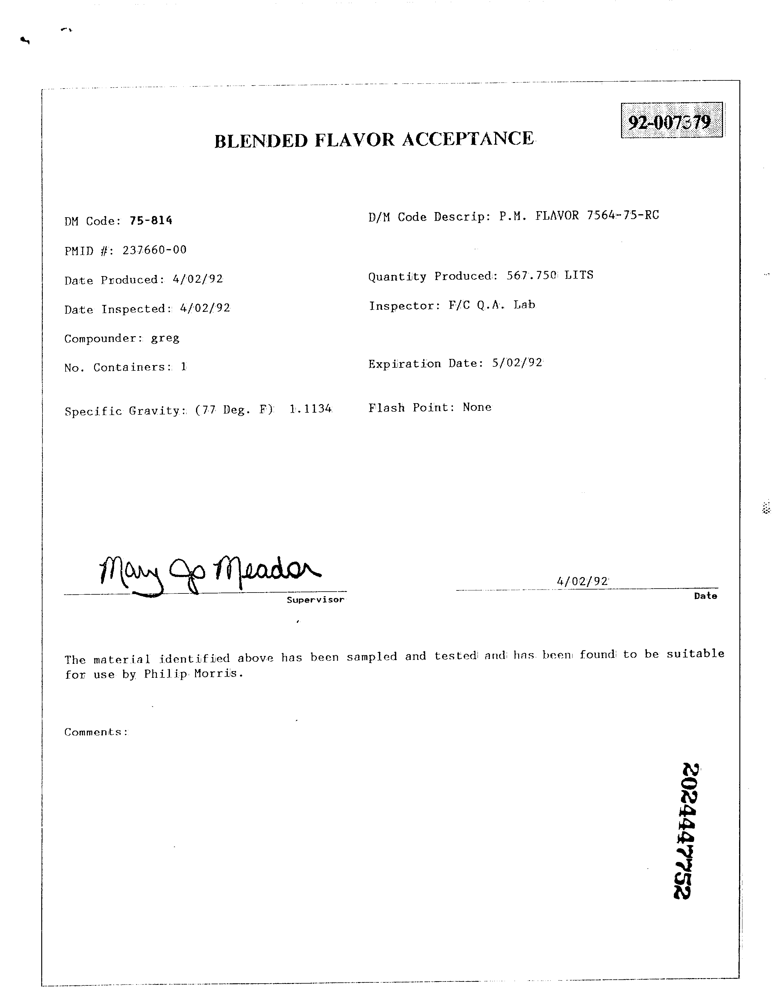 92-007379
BLENDED FLAVOR ACCEPTANCE
DM Code: 75-814
D/M Code Descrip: P.M. FLAVOR 7564-75-RC
PMID #: 237660-00
Date Produced: 4/02/92
Quantity Produced: 567.750 LITS
Date Inspected: 4/02/92
Inspector: F/C Q.A. Lab
Compounder: greg
No. Containers: 1
Expiration Date: 5/02/92
Specific Gravity: (77 Deg. F) 1.1134
Flash Point: None
Mary Jo Meador
4/02/92
Supervisor
Date
The material identified above has been sampled and tested and has been found to be suitable
for use by Philip Morris.
Comments:
2024447752